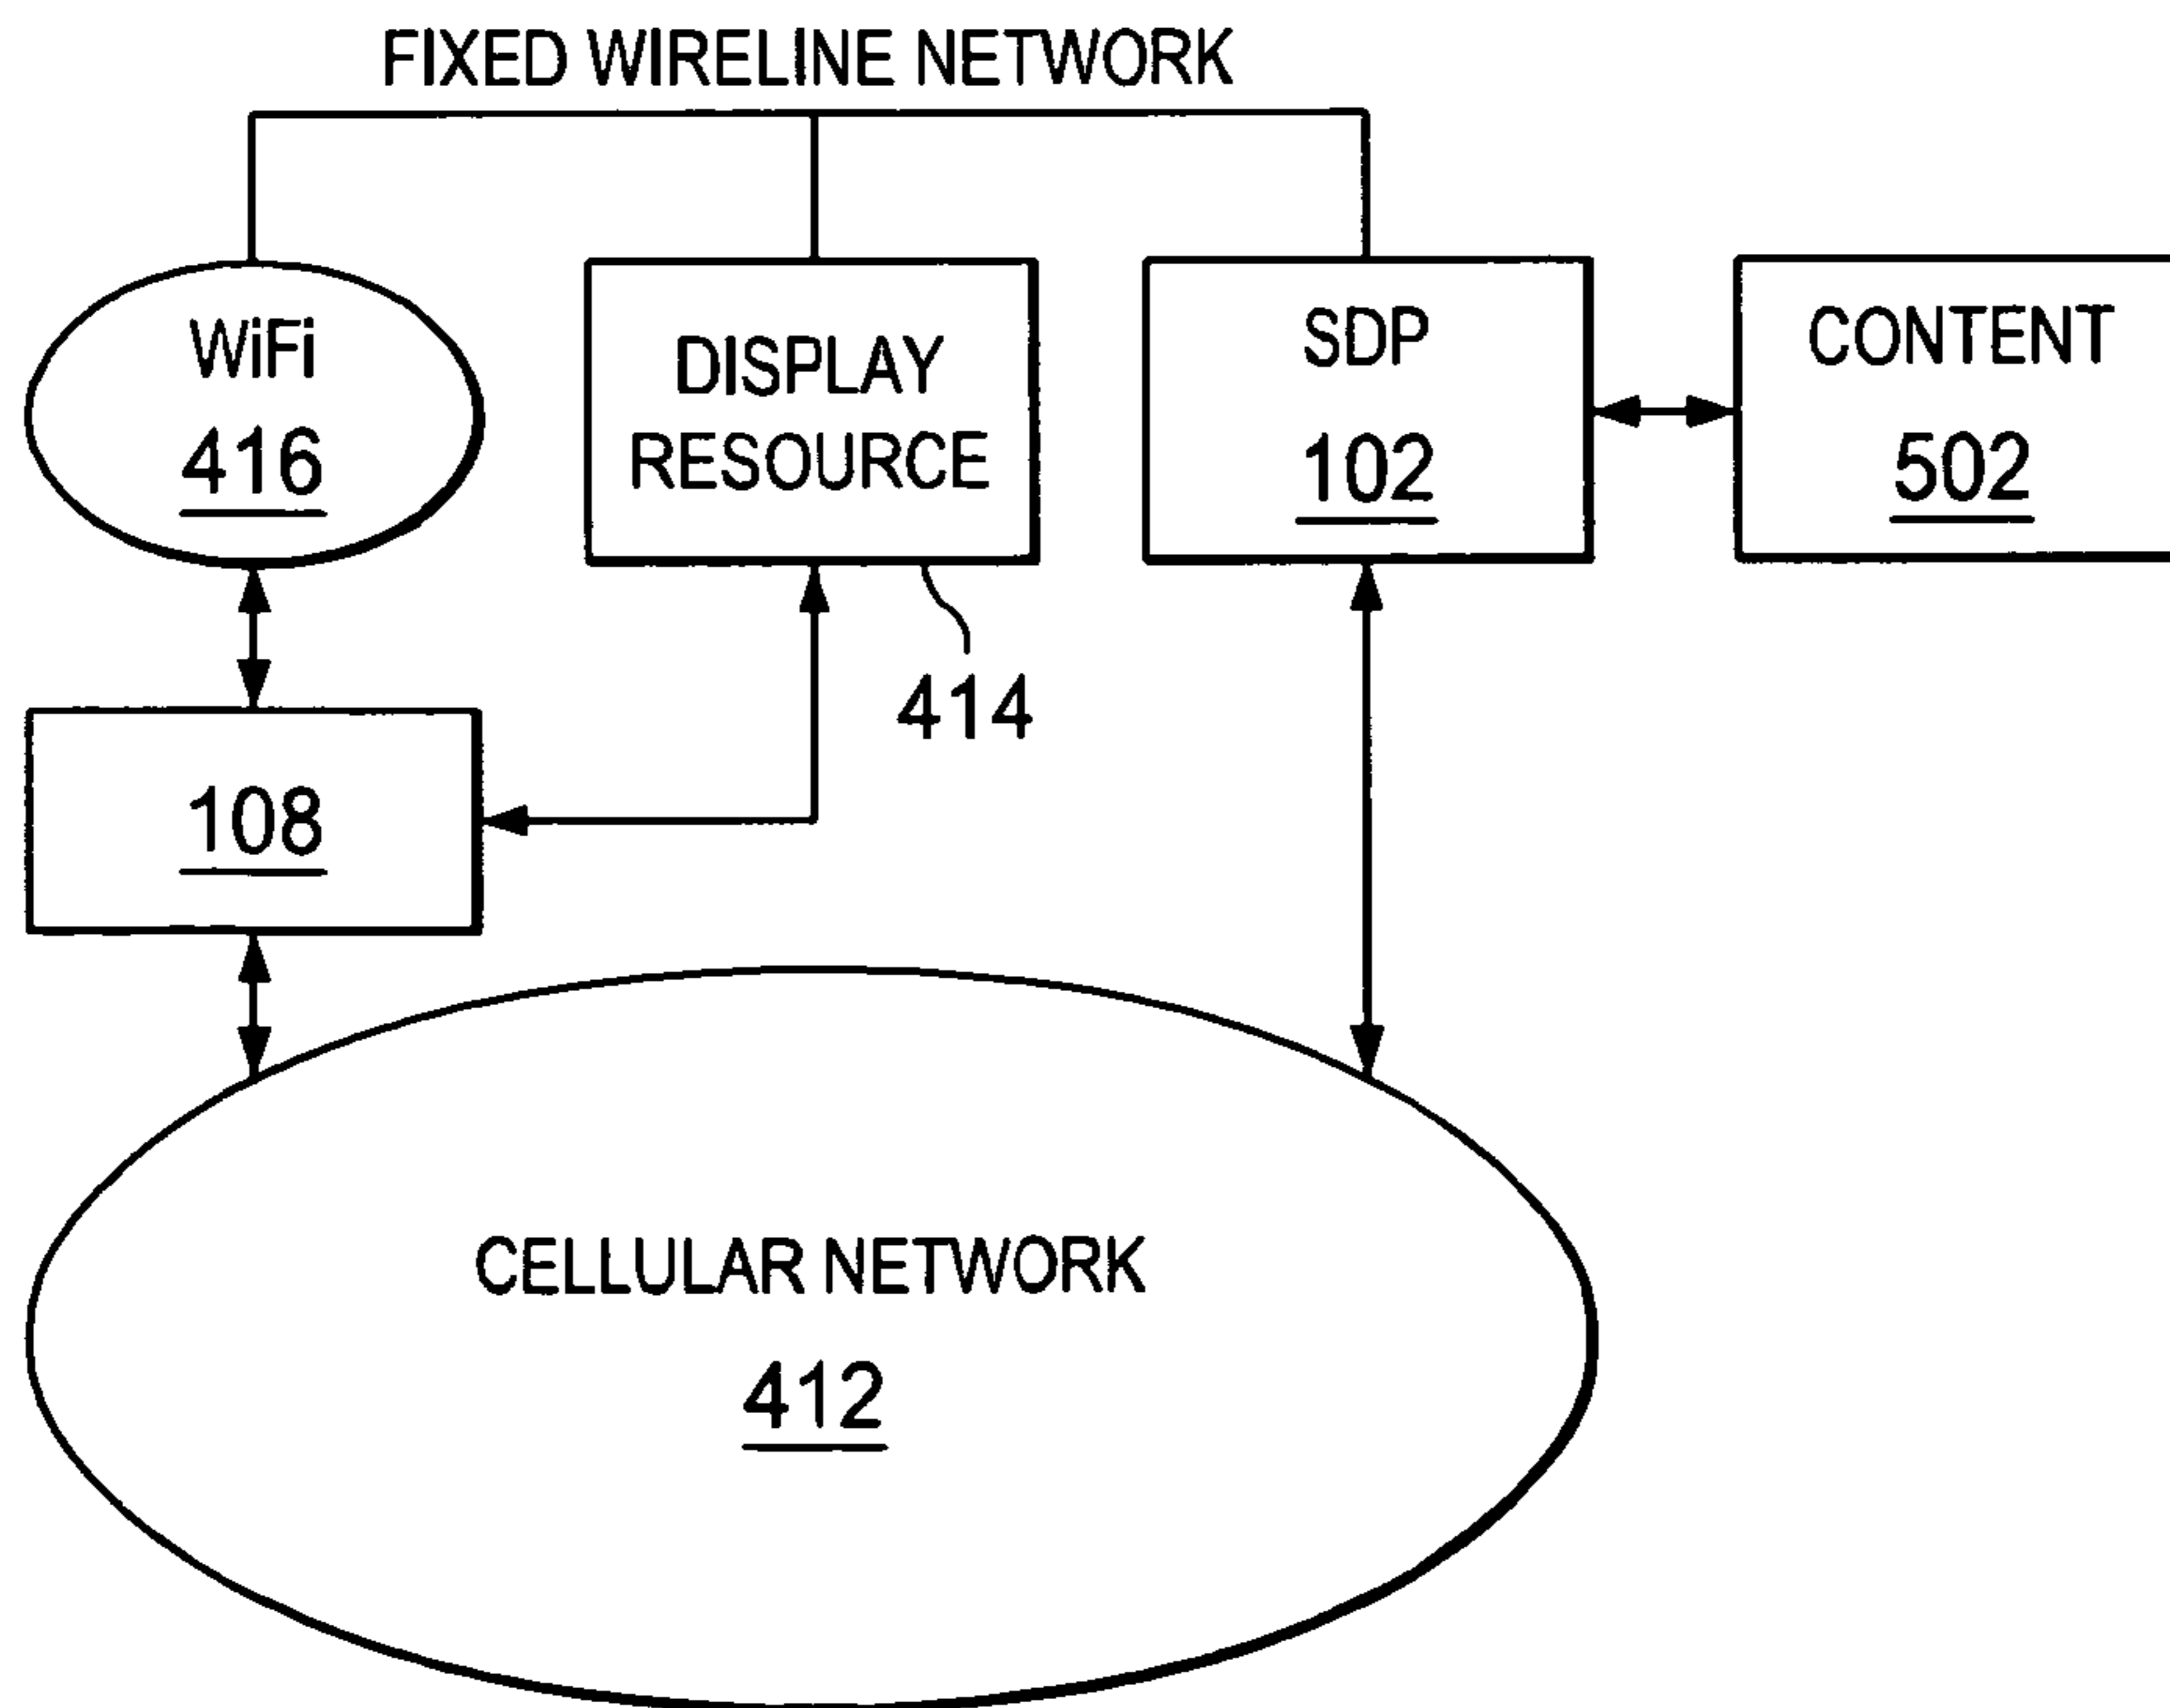 FIXED WIRELINE NETWORK
WiFi
416
DISPLAY
RESOURCE
SDP
102
CONTENT
502
414
108
CELLULAR NETWORK
412